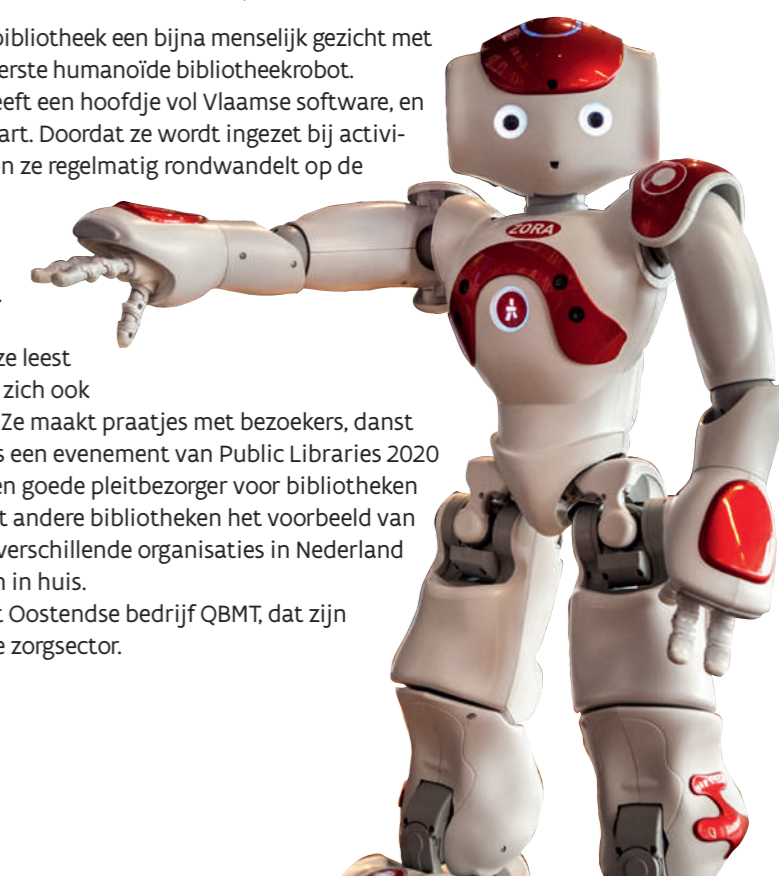 bibliotheek een bijna menselijk gezicht met
erste humanoïde bibliotheekrobot.
eeft een hoofdje vol Vlaamse software, en
art. Doordat ze wordt ingezet bij activi-
n ze regelmatig rondwandelt op de
ZORA
ze leest
zich ook
Ze maakt praatjes met bezoekers, danst
s een evenement van Public Libraries 2020
en goede pleitbezorger voor bibliotheken
t andere bibliotheken het voorbeeld van
verschillende organisaties in Nederland
n in huis.
t Oostendse bedrijf QBMT, dat zijn
e zorgsector.